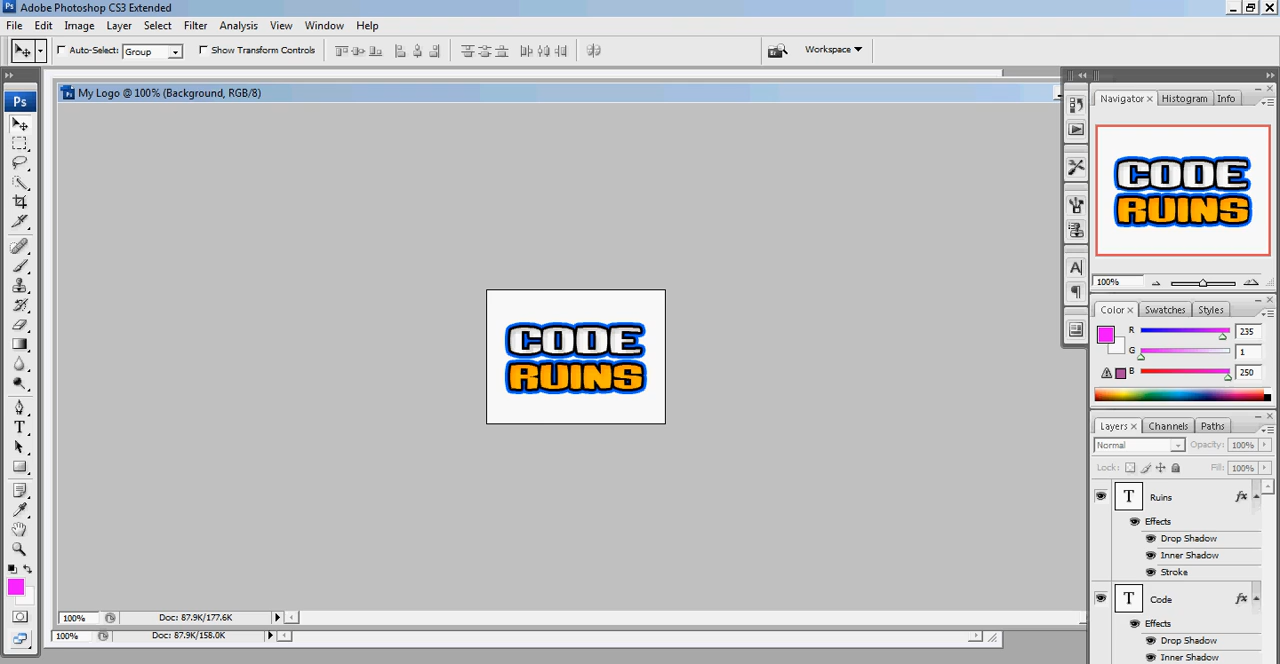 Adobe Photoshop CS3 Extended
File Edit Image Layer Select Filter Analysis View Window Help
Auto-Select: Group Show Transform Controls Workspace
Ps
My Logo @ 100% (Background, RGB/8)
CODE
RUINS
100% Doc: 87.9K/177.6K
100% Doc: 87.9K/158.0K
Navigator Histogram Info
CODE
RUINS
100%
Color Swatches Styles
R 235
G 1
B 250
Layers Channels Paths
Normal Opacity: 100%
Lock: Fill: 100%
T Ruins fx
Effects
Drop Shadow
Inner Shadow
Stroke
T Code fx
Effects
Drop Shadow
Inner Shadow